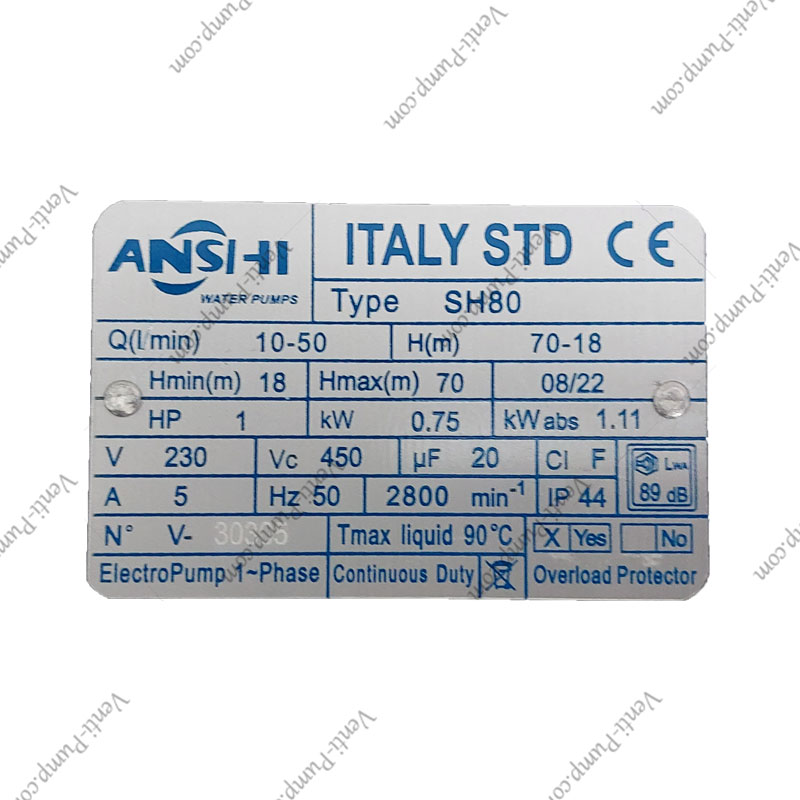 ANSHI
WATER PUMPS
ITALY STD CE
Type SH80
Q(l/min) 10-50 H(m) 70-18
Hmin(m) 18 Hmax(m) 70 08/22
HP 1 kW 0.75 kW abs 1.11
V 230 Vc 450 µF 20 Cl F LWA
A 5 Hz 50 2800 min-1 IP 44 89 dB
N° V- Tmax liquid 90°C X Yes No
ElectroPump 1~Phase Continuous Duty Overload Protector
Venti-Pump.com